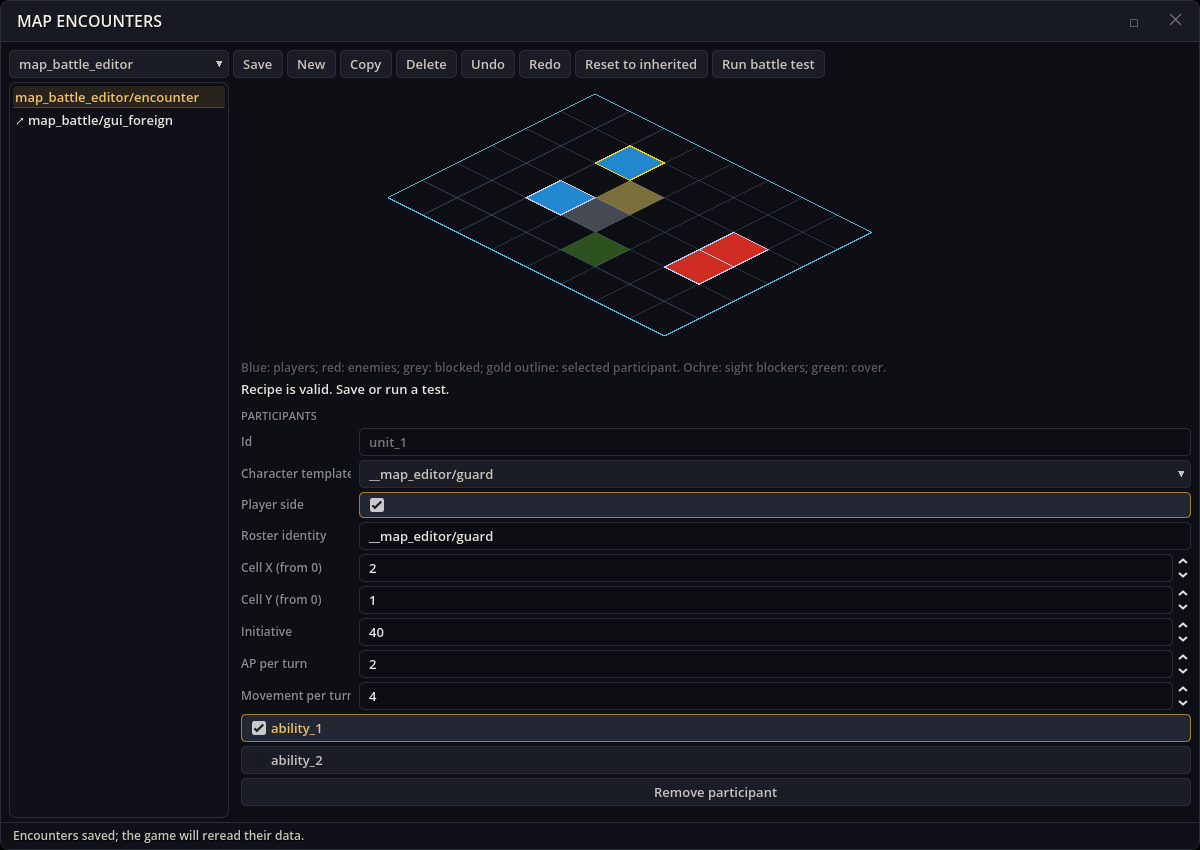 MAP ENCOUNTERS
map_battle_editor
Save
New
Copy
Delete
Undo
Redo
Reset to inherited
Run battle test
map_battle_editor/encounter
↗ map_battle/gui_foreign
Blue: players; red: enemies; grey: blocked; gold outline: selected participant. Ochre: sight blockers; green: cover.
Recipe is valid. Save or run a test.
PARTICIPANTS
Id
unit_1
Character template
__map_editor/guard
Player side
Roster identity
__map_editor/guard
Cell X (from 0)
2
Cell Y (from 0)
1
Initiative
40
AP per turn
2
Movement per turn
4
ability_1
ability_2
Remove participant
Encounters saved; the game will reread their data.